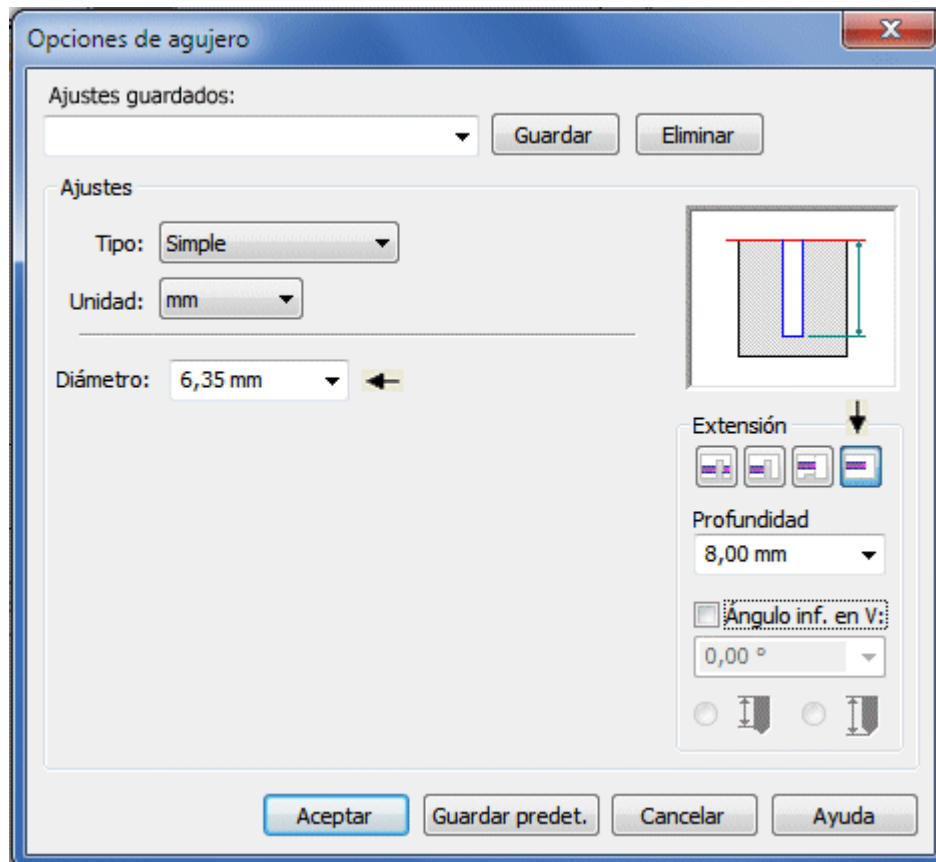 Opciones de agujero
Ajustes guardados:
Guardar Eliminar
Ajustes
Tipo: Simple
Unidad: mm
Diámetro: 6,35 mm
Extensión
Profundidad
8,00 mm
Ángulo inf. en V:
0,00 °
Aceptar Guardar predet. Cancelar Ayuda